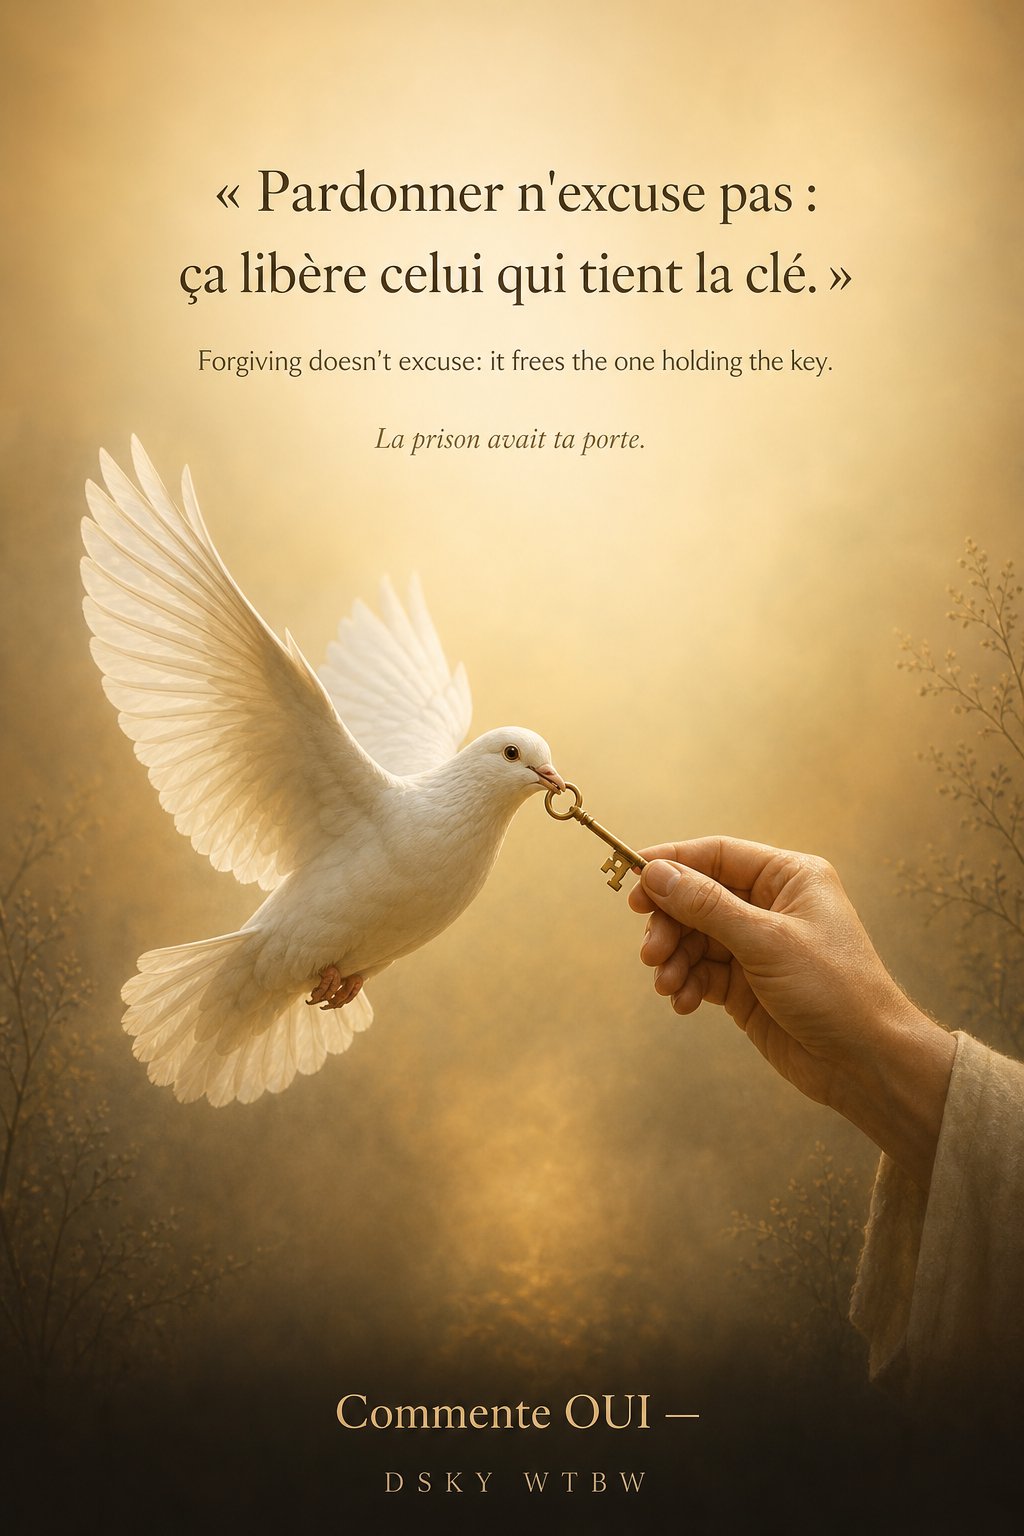 « Pardonner n'excuse pas :
ça libère celui qui tient la clé. »
Forgiving doesn’t excuse: it frees the one holding the key.
La prison avait ta porte.
Commente OUI —
DSKY WTBW